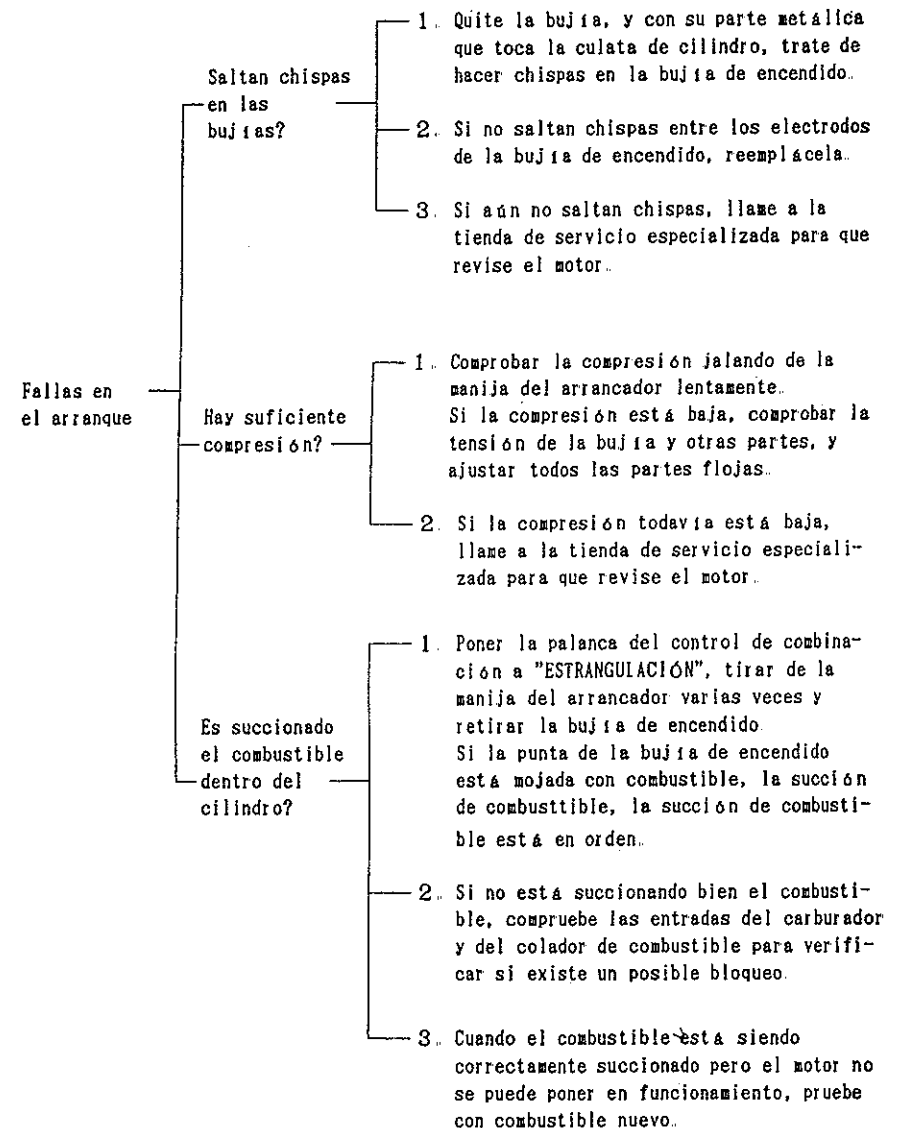 Fallas en
el arranque
Saltan chispas
en las
bujías?
1. Quite la bujía, y con su parte metálica
que toca la culata de cilindro, trate de
hacer chispas en la bujía de encendido.
2. Si no saltan chispas entre los electrodos
de la bujía de encendido, reemplácela.
3. Si aún no saltan chispas, llame a la
tienda de servicio especializada para que
revise el motor.
Hay suficiente
compresión?
1. Comprobar la compresión jalando de la
manija del arrancador lentamente.
Si la compresión está baja, comprobar la
tensión de la bujía y otras partes, y
ajustar todos las partes flojas.
2. Si la compresión todavía está baja,
llame a la tienda de servicio especiali-
zada para que revise el motor.
Es succionado
el combustible
dentro del
cilindro?
1. Poner la palanca del control de combina-
ción a "ESTRANGULACIÓN", tirar de la
manija del arrancador varias veces y
retirar la bujía de encendido.
Si la punta de la bujía de encendido
está mojada con combustible, la succión
de combusttible, la succión de combusti-
ble está en orden.
2. Si no está succionando bien el combusti-
ble, compruebe las entradas del carburador
y del colador de combustible para verifi-
car si existe un posible bloqueo.
3. Cuando el combustible está siendo
correctamente succionado pero el motor no
se puede poner en funcionamiento, pruebe
con combustible nuevo.